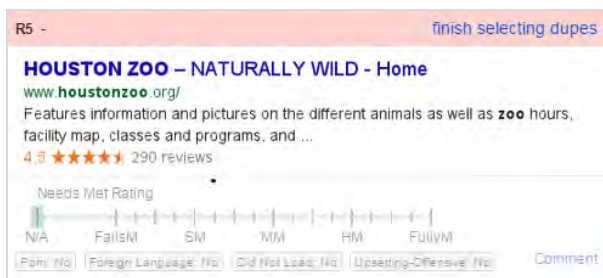 R5 - finish selecting dupes
HOUSTON ZOO – NATURALLY WILD - Home
www.houstonzoo.org/
Features information and pictures on the different animals as well as zoo hours,
facility map, classes and programs, and ...
4.5 ★★★★★ 290 reviews
Needs Met Rating
N/A FailsM SM MM HM FullyM
Porn: No Foreign Language: No Did Not Load: No Upsetting-Offensive: No Comment